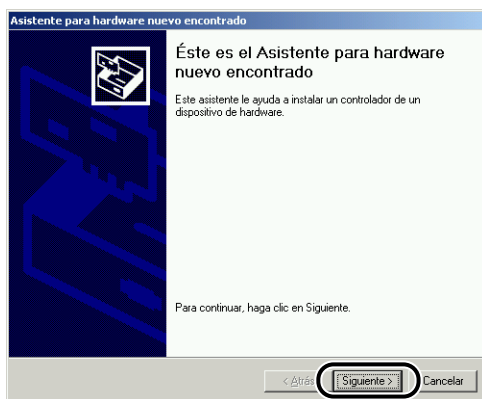 Asistente para hardware nuevo encontrado
Éste es el Asistente para hardware
nuevo encontrado
Este asistente le ayuda a instalar un controlador de un
dispositivo de hardware.
Para continuar, haga clic en Siguiente.
< Atrás Siguiente > Cancelar